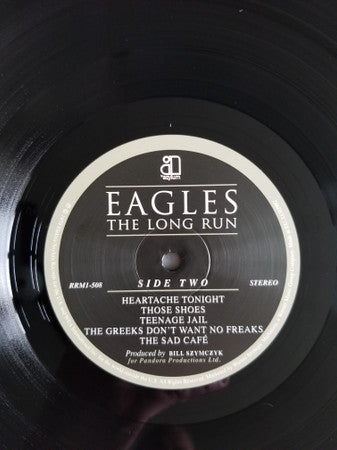 asylum
EAGLES
THE LONG RUN
RRM1-508 SIDE TWO STEREO
HEARTACHE TONIGHT
THOSE SHOES
TEENAGE JAIL
THE GREEKS DON'T WANT NO FREAKS
THE SAD CAFÉ
Produced by BILL SZYMCZYK
for Pandora Productions Ltd.